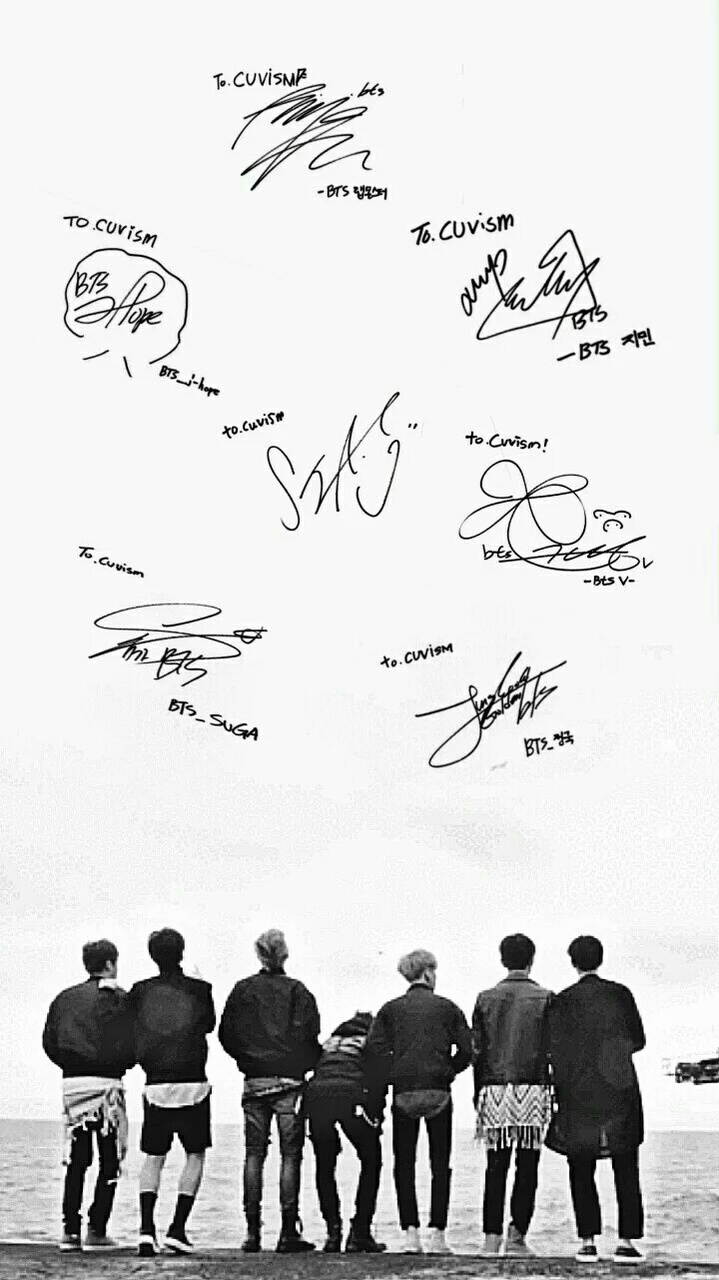 To. CUVISM
bts
-BTS 랩몬스터
TO. CUVISM
BTS
J Hope
BTS_j-hope
To. CUVISM
BTS
-BTS 지민
to. cuvism
to. Cuvism!
bts
V
-Bts V-
To. Cuvism
BTS
BTS_SUGA
to. CUVISM
Golden
bts
BTS_정국